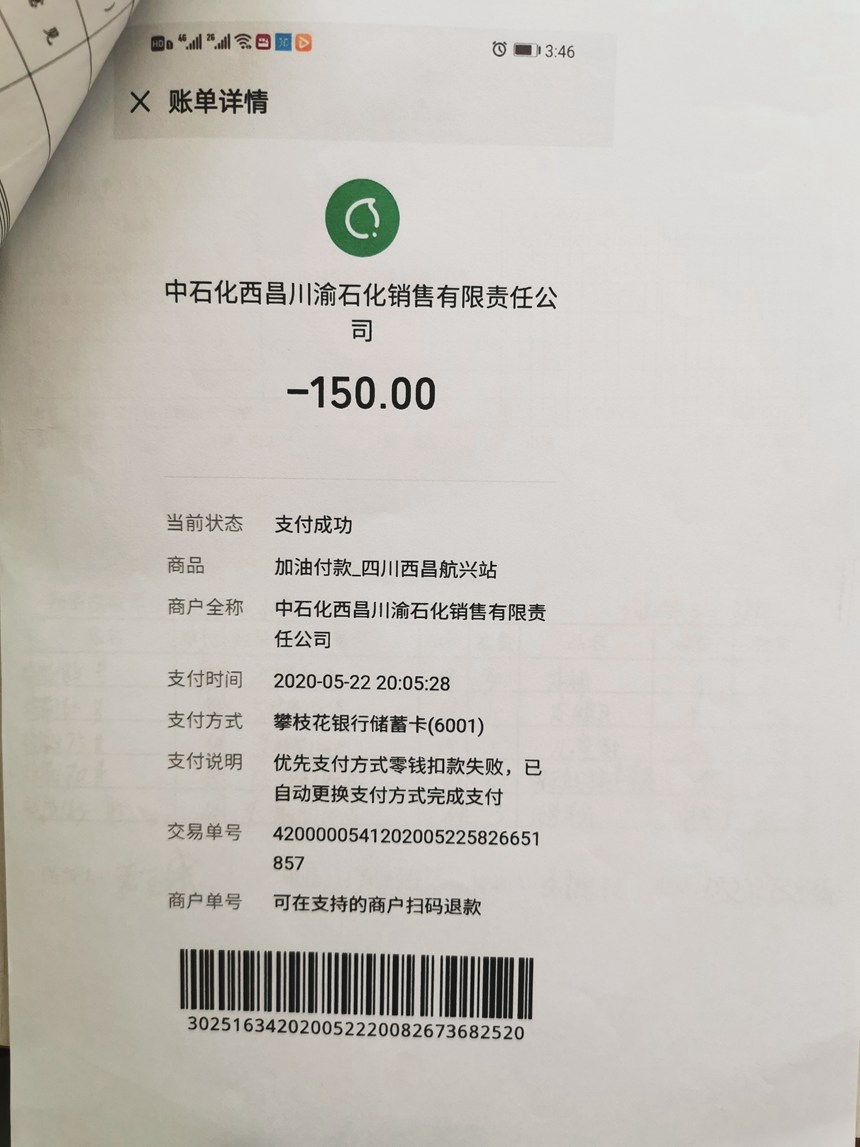 见
HD 4G 2G 3:46
账单详情
中石化西昌川渝石化销售有限责任公
司
-150.00
当前状态 支付成功
商品 加油付款_四川西昌航兴站
商户全称 中石化西昌川渝石化销售有限责
任公司
支付时间 2020-05-22 20:05:28
支付方式 攀枝花银行储蓄卡(6001)
支付说明 优先支付方式零钱扣款失败，已
自动更换支付方式完成支付
交易单号 4200000541202005225826651
857
商户单号 可在支持的商户扫码退款
30251634202005222008267368​2520